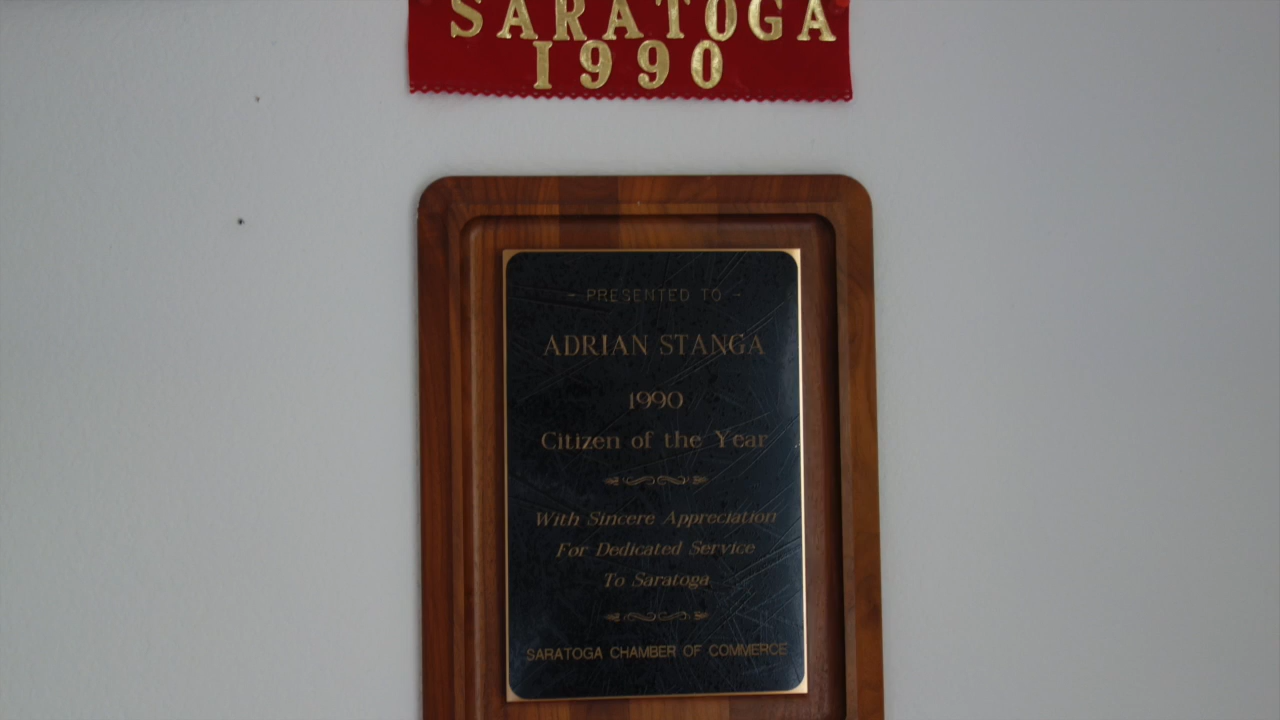 SARATOGA
1990
- PRESENTED TO -
ADRIAN STANGA
1990
Citizen of the Year
With Sincere Appreciation
For Dedicated Service
To Saratoga
SARATOGA CHAMBER OF COMMERCE